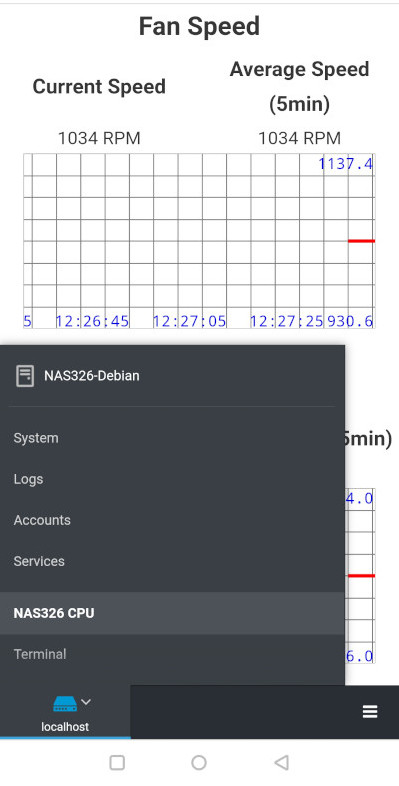 Fan Speed
Current Speed
Average Speed
(5min)
1034 RPM
1034 RPM
1137.4
5 12:26:45 12:27:05 12:27:25 930.6
NAS326-Debian
System
5min)
Logs
4.0
Accounts
Services
NAS326 CPU
Terminal
6.0
localhost